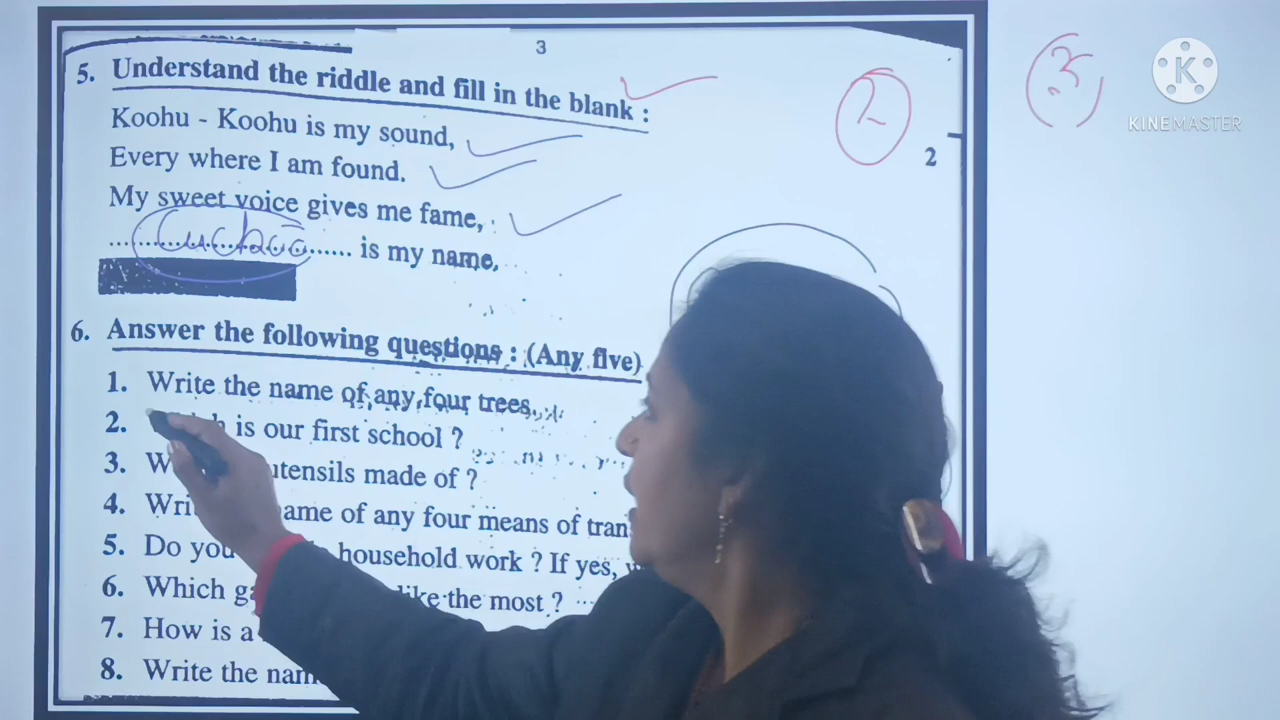 3
5. Understand the riddle and fill in the blank :
2
3
K
KINEMASTER
Koohu - Koohu is my sound,
2
Every where I am found.
My sweet voice gives me fame,
Cuckoo is my name,
6. Answer the following questions : (Any five)
1. Write the name of any four trees.
2. is our first school ?
3. utensils made of ?
4. name of any four means of
5. Do you household work ? If yes,
6. Which like the most ?
7. How is a
8. Write the